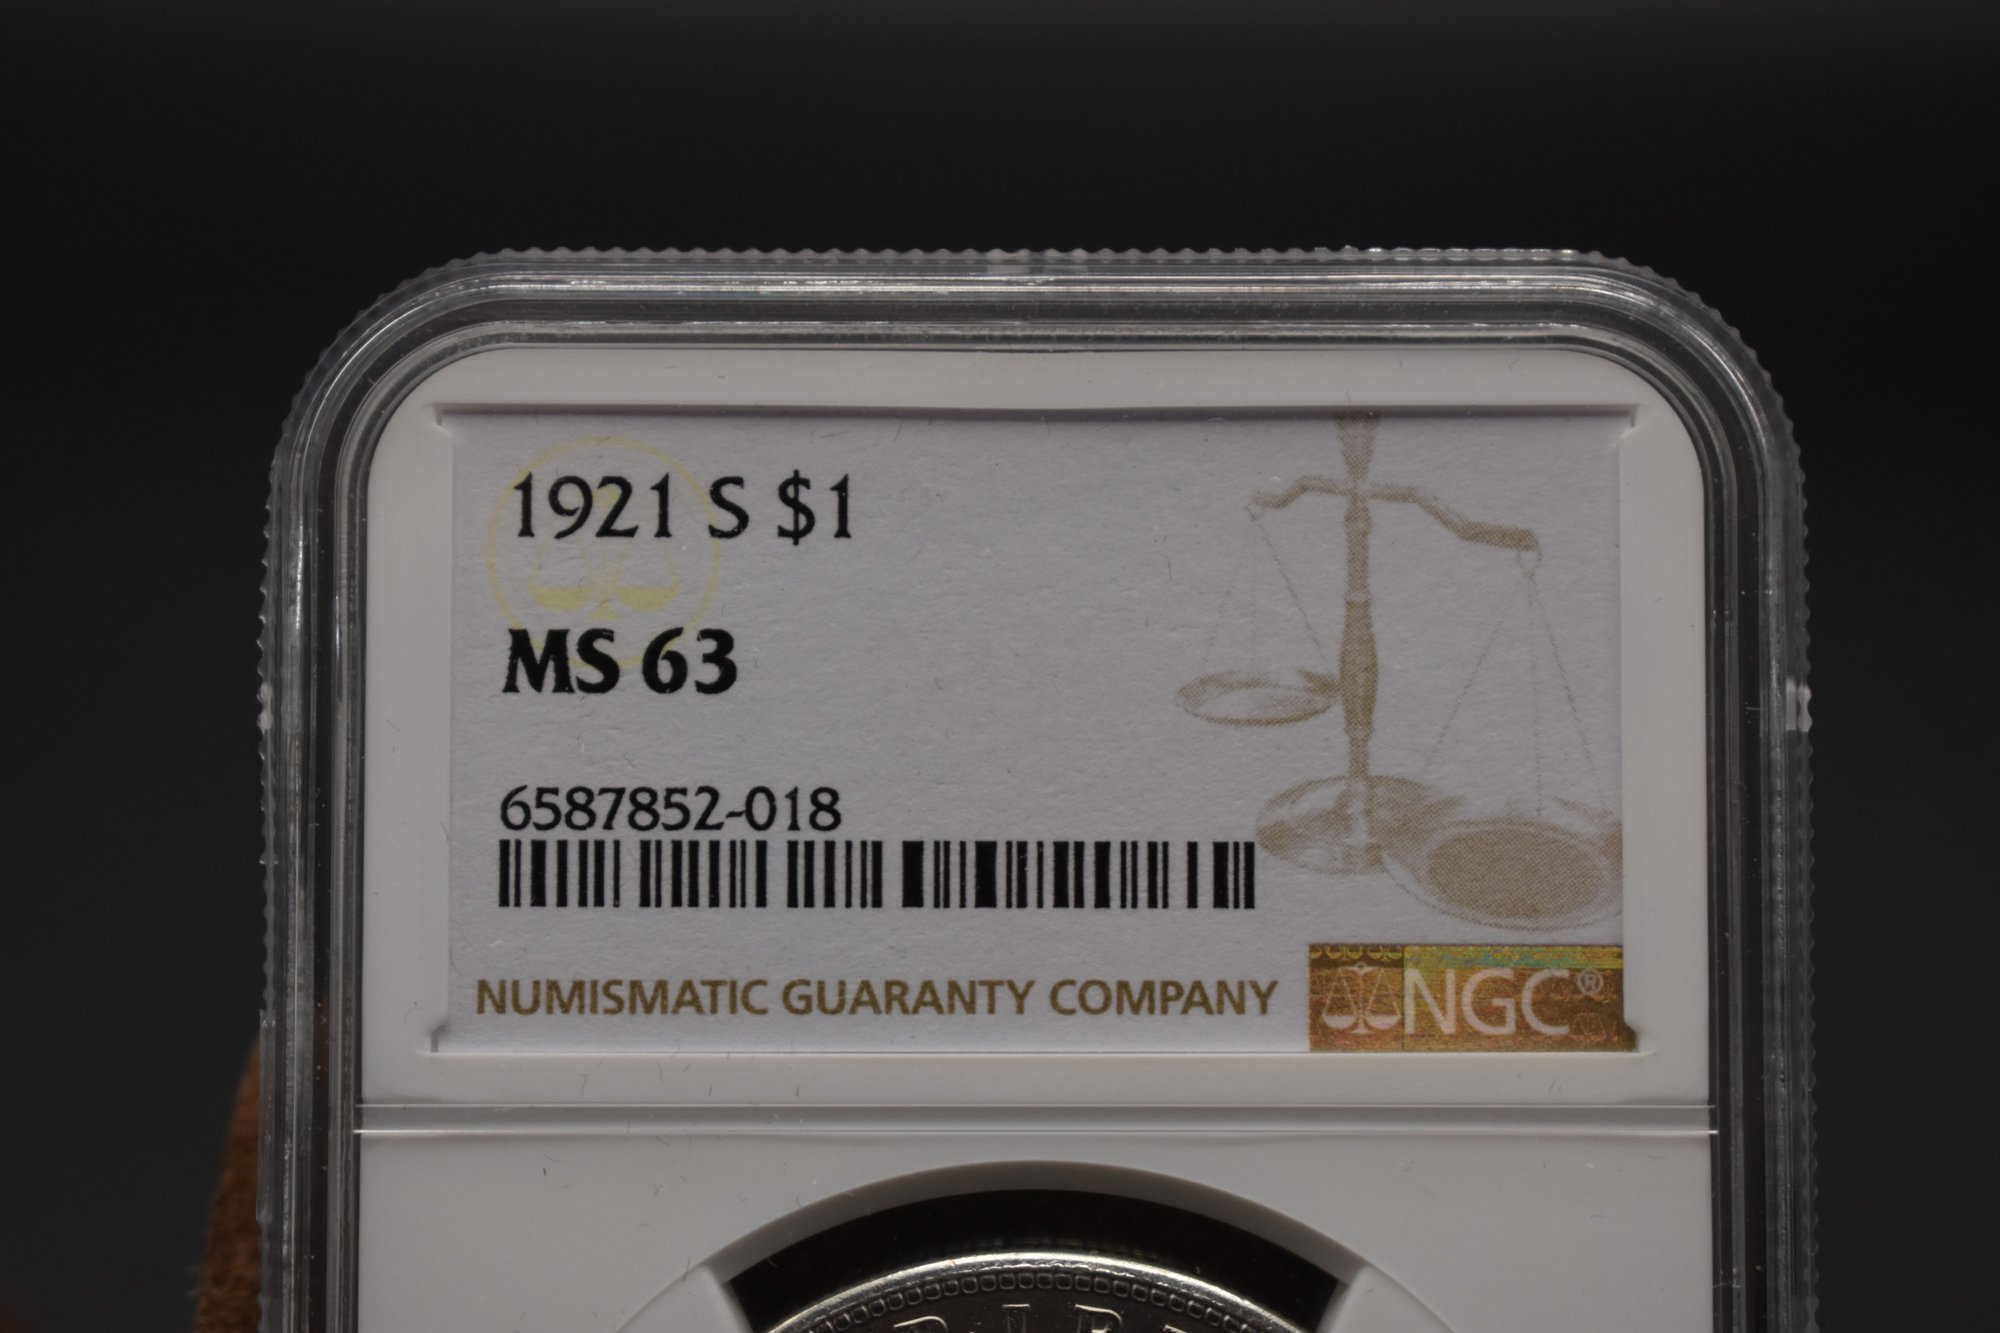 1921 S $1
MS 63
6587852-018
NUMISMATIC GUARANTY COMPANY
NGC®